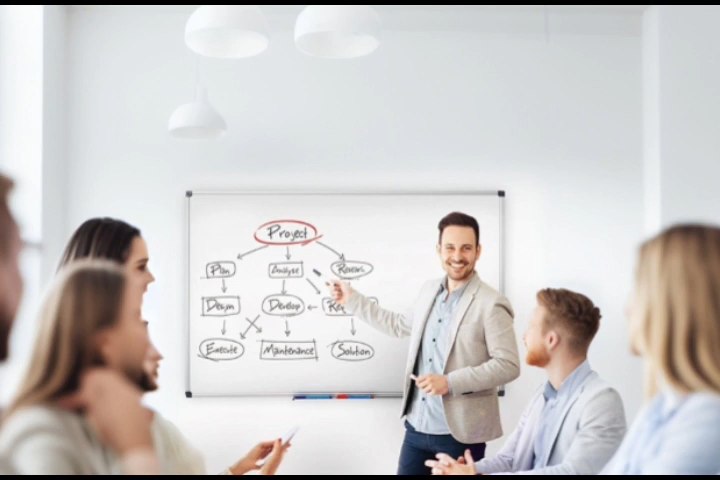 Project
Plan
Analyse
Design
Develop
Execute
Maintenance
Solution